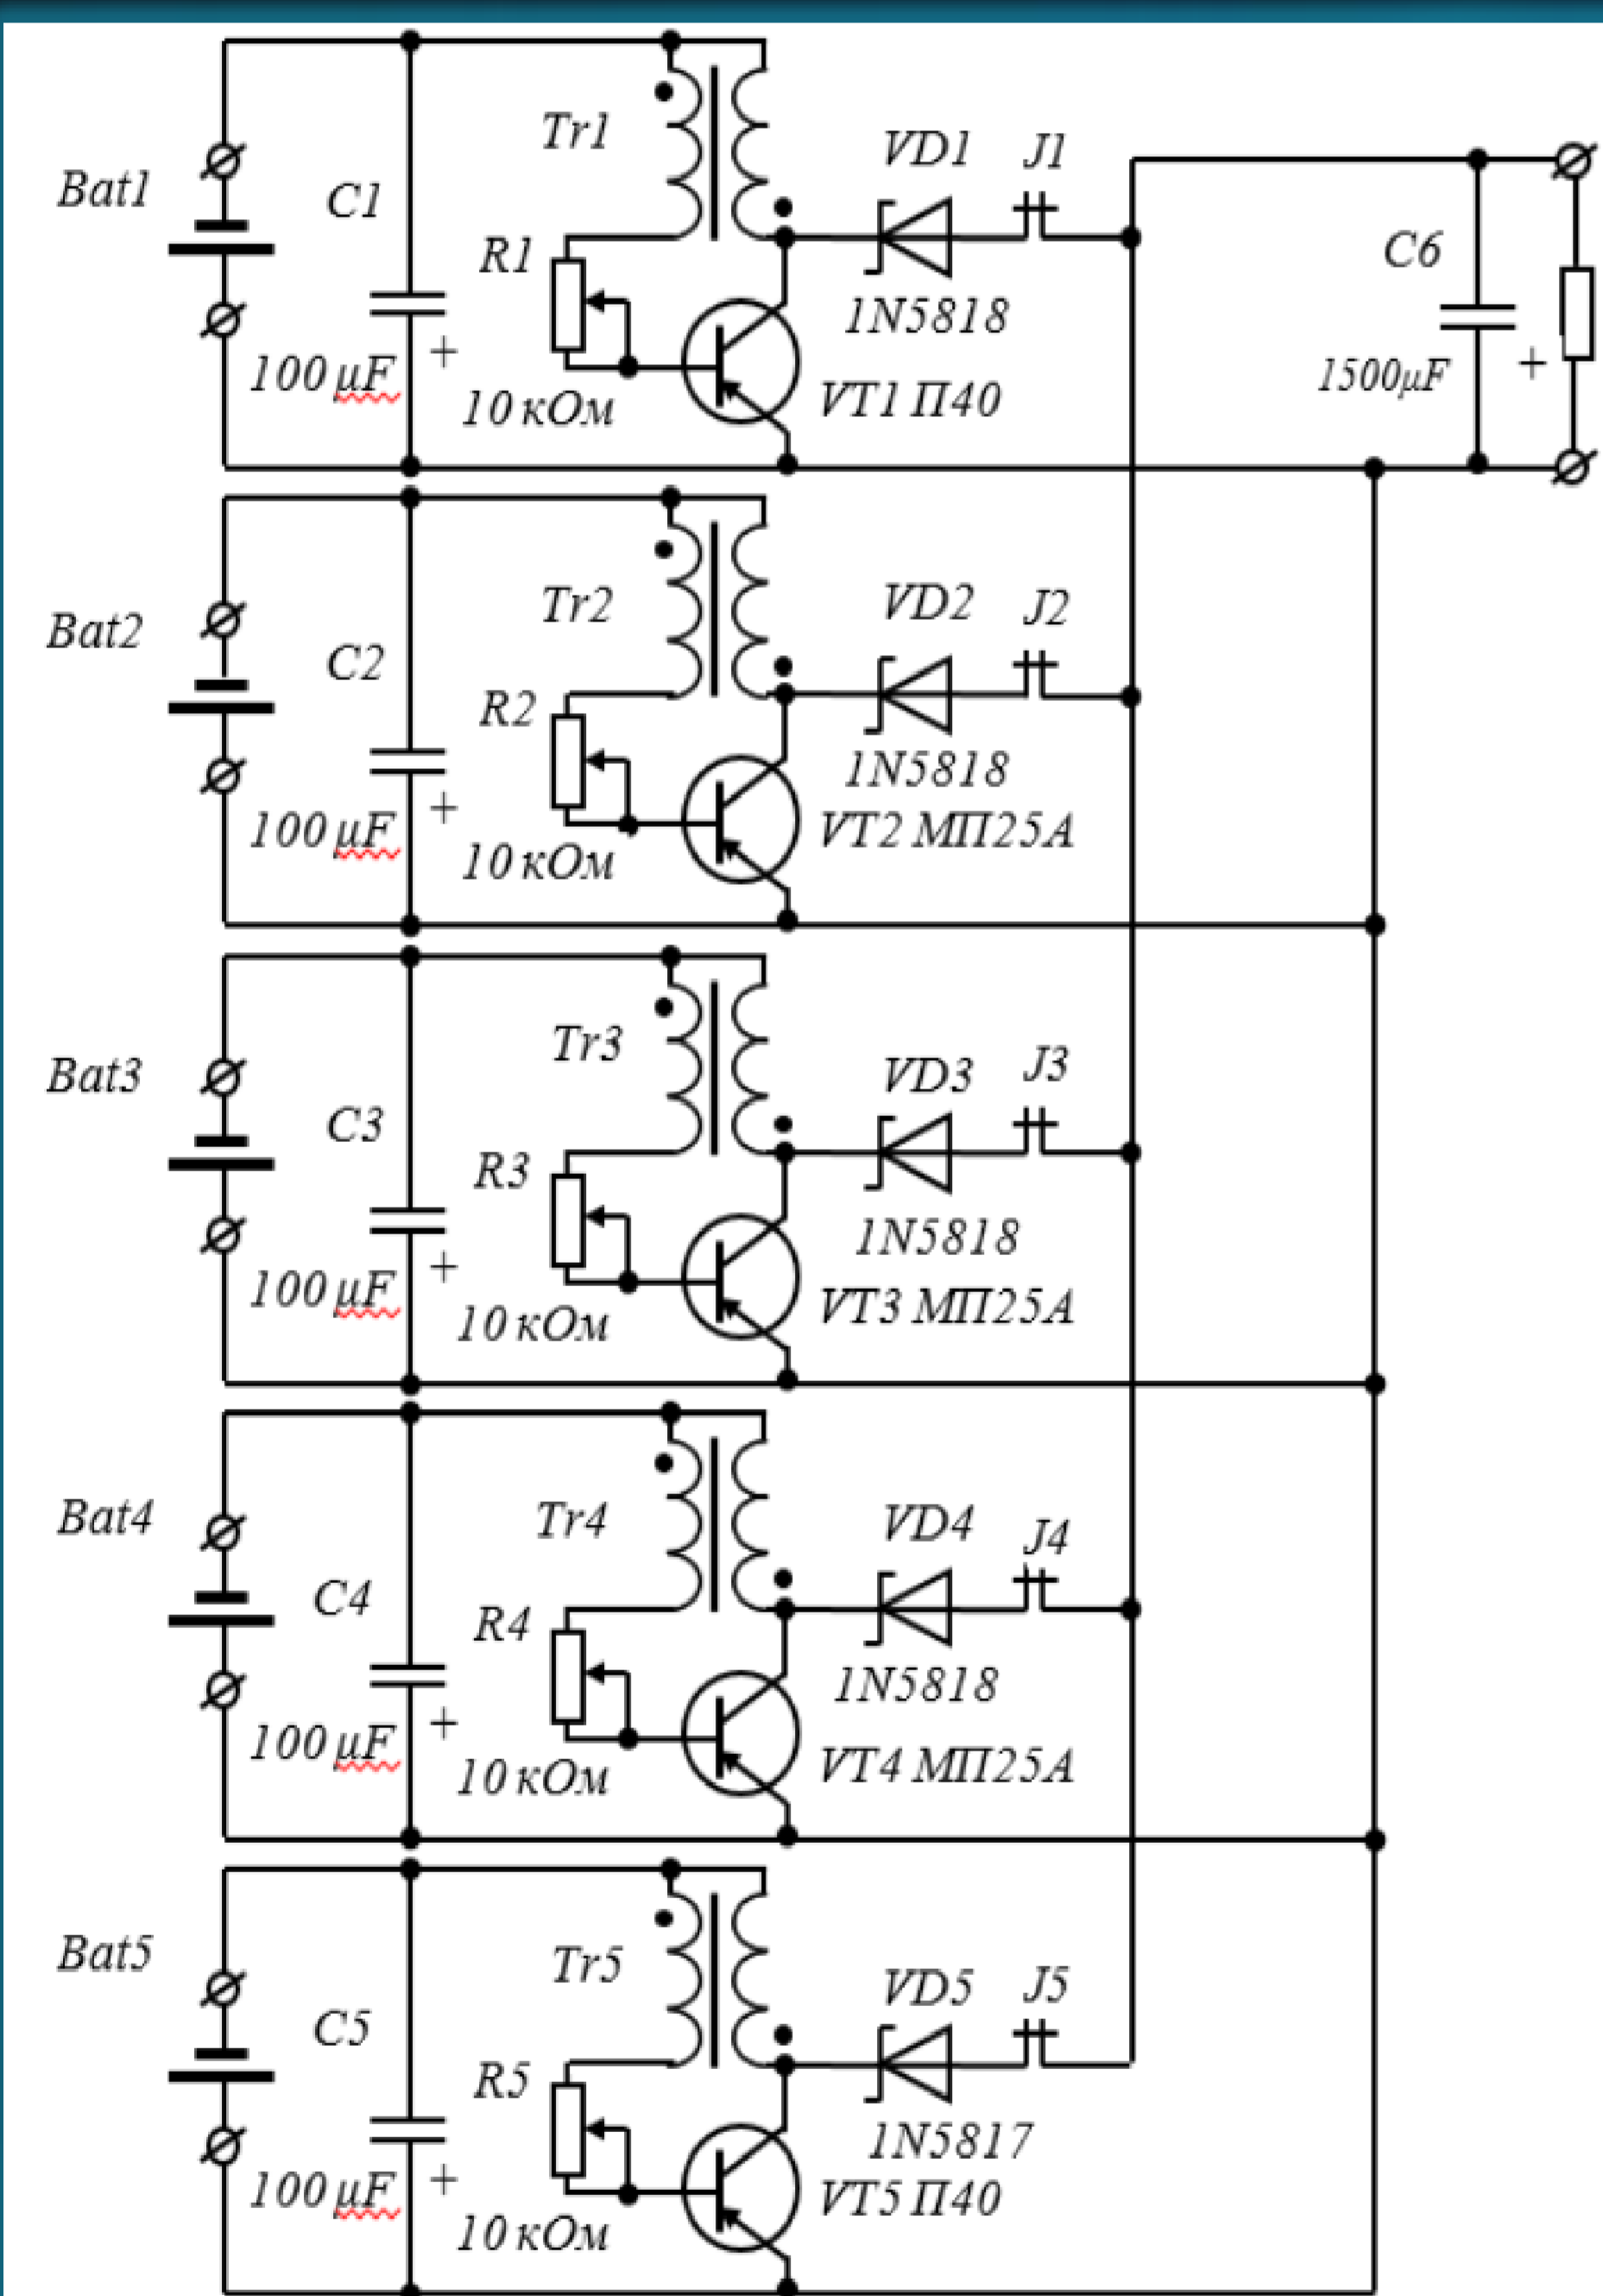 Tr1
VD1
J1
Bat1
C1
R1
C6
1N5818
100 µF
+
10 кОм
VT1 П40
1500µF
+
Tr2
VD2
J2
Bat2
C2
R2
1N5818
100 µF
+
10 кОм
VT2 МП25А
Tr3
VD3
J3
Bat3
C3
R3
1N5818
100 µF
+
10 кОм
VT3 МП25А
Tr4
VD4
J4
Bat4
C4
R4
1N5818
100 µF
+
10 кОм
VT4 МП25А
Tr5
VD5
J5
Bat5
C5
R5
1N5817
100 µF
+
10 кОм
VT5 П40